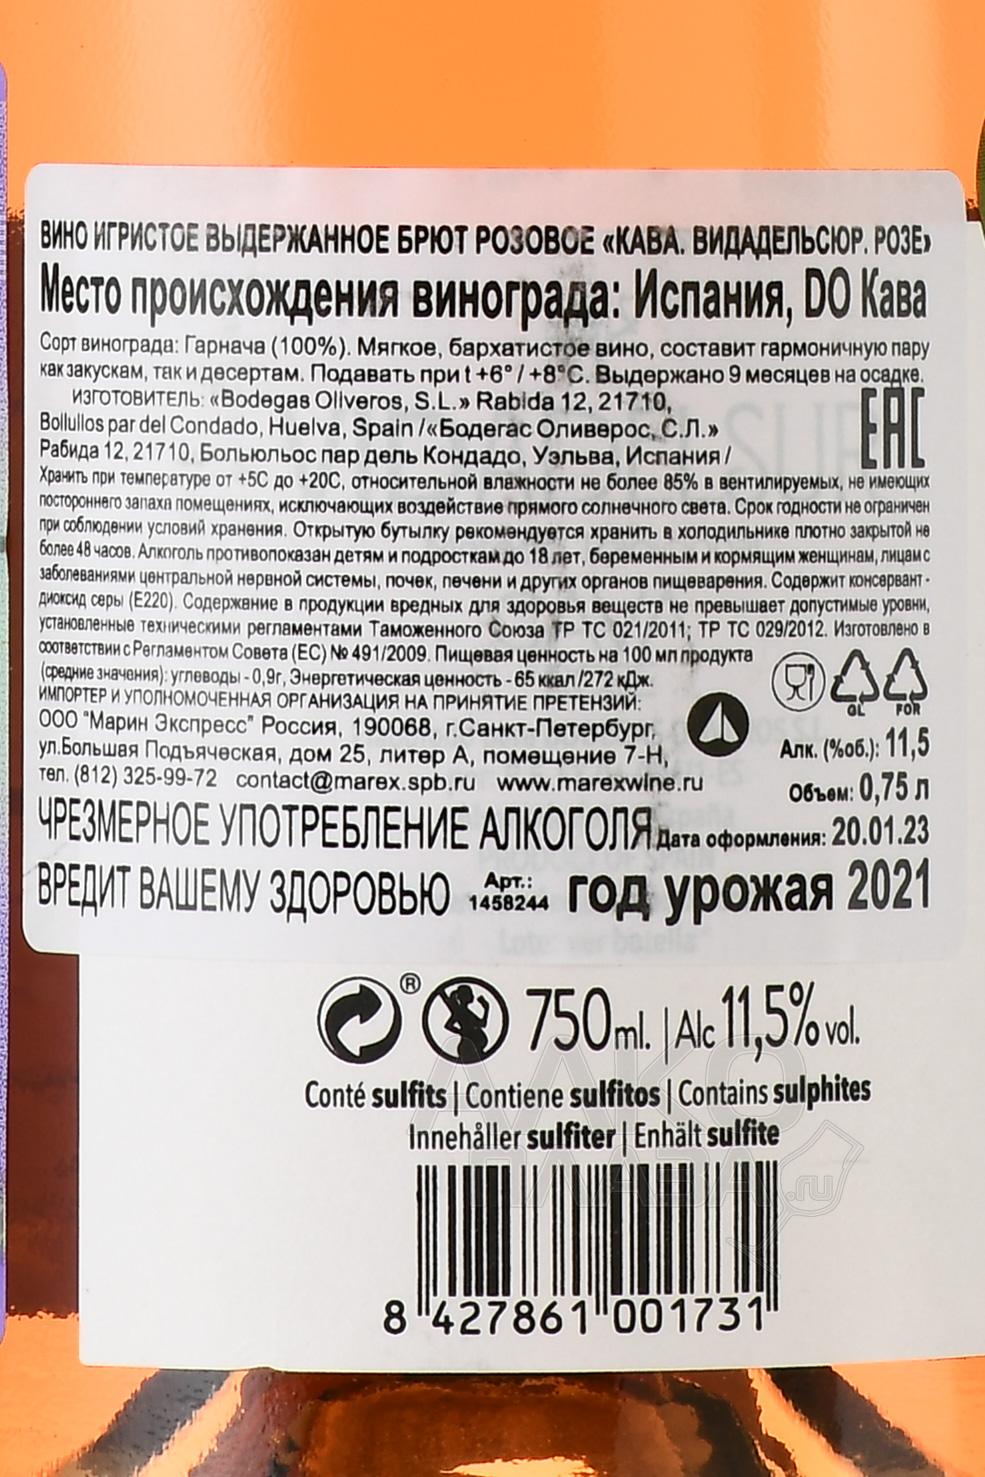 ВИНО ИГРИСТОЕ ВЫДЕРЖАННОЕ БРЮТ РОЗОВОЕ «КАВА. ВИДАДЕЛЬСЮР. РОЗЕ»
Место происхождения винограда: Испания, DO Кава
Сорт винограда: Гарнача (100%). Мягкое, бархатистое вино, составит гармоничную пару
как закускам, так и десертам. Подавать при t +6° / +8°С. Выдержано 9 месяцев на осадке.
ИЗГОТОВИТЕЛЬ: «Bodegas Oliveros, S.L.» Rabida 12, 21710,
Bollullos par del Condado, Huelva, Spain /«Бодегас Оливерос, С.Л.»
Рабида 12, 21710, Больюльос пар дель Кондадо, Уэльва, Испания /
EAC
Хранить при температуре от +5С до +20С, относительной влажности не более 85% в вентилируемых, не имеющих
постороннего запаха помещениях, исключающих воздействие прямого солнечного света. Срок годности не ограничен
при соблюдении условий хранения. Открытую бутылку рекомендуется хранить в холодильнике плотно закрытой не
более 48 часов. Алкоголь противопоказан детям и подросткам до 18 лет, беременным и кормящим женщинам, лицам с
заболеваниями центральной нервной системы, почек, печени и других органов пищеварения. Содержит консервант -
диоксид серы (Е220). Содержание в продукции вредных для здоровья веществ не превышает допустимые уровни,
установленные техническими регламентами Таможенного Союза ТР ТС 021/2011; ТР ТС 029/2012. Изготовлено в
соответствии с Регламентом Совета (ЕС) № 491/2009. Пищевая ценность на 100 мл продукта
(средние значения): углеводы - 0,9г, Энергетическая ценность - 65 ккал /272 кДж.
ИМПОРТЕР И УПОЛНОМОЧЕННАЯ ОРГАНИЗАЦИЯ НА ПРИНЯТИЕ ПРЕТЕНЗИЙ:
ООО "Марин Экспресс" Россия, 190068, г.Санкт-Петербург,
ул.Большая Подъяческая, дом 25, литер А, помещение 7-Н,
тел. (812) 325-99-72 contact@marex.spb.ru www.marexwine.ru
GL FOR
Алк. (%об.): 11,5
Объем: 0,75 л
ЧРЕЗМЕРНОЕ УПОТРЕБЛЕНИЕ АЛКОГОЛЯ Дата оформления: 20.01.23
ВРЕДИТ ВАШЕМУ ЗДОРОВЬЮ Арт.: 1458244 год урожая 2021
Lote: ver botella
® 750ml. | Alc 11,5% vol.
Conté sulfits | Contiene sulfitos | Contains sulphites
Innehåller sulfiter | Enhält sulfite
АЛКО
ЛАВКА.ru
8 427861 001731